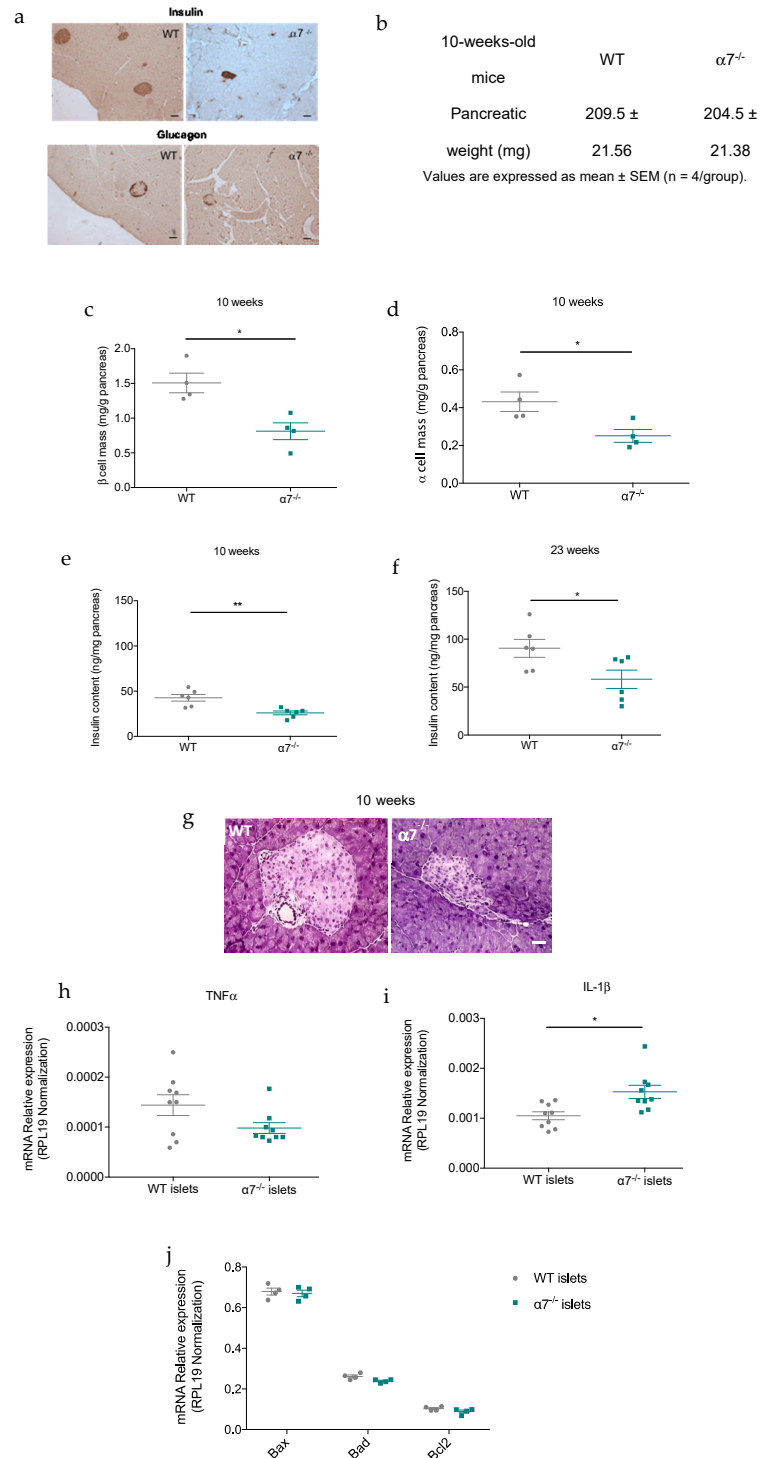 a
Insulin
WT
α7 -/-
Glucagon
WT
α7 -/-
b
10-weeks-old mice
WT
α7-/-
Pancreatic weight (mg)
209.5 ± 21.56
204.5 ± 21.38
Values are expressed as mean ± SEM (n = 4/group).
c
10 weeks
*
β cell mass (mg/g pancreas)
2.0
1.5
1.0
0.5
0.0
WT
α7-/-
d
10 weeks
*
α cell mass (mg/g pancreas)
0.8
0.6
0.4
0.2
0.0
WT
α7-/-
e
10 weeks
**
Insulin content (ng/mg pancreas)
150
100
50
0
WT
α7-/-
f
23 weeks
*
Insulin content (ng/mg pancreas)
150
100
50
0
WT
α7-/-
10 weeks
g
WT
α7-/-
h
TNFα
mRNA Relative expression
(RPL19 Normalization)
0.0003
0.0002
0.0001
0.0000
WT islets
α7-/- islets
i
IL-1β
*
mRNA Relative expression
(RPL19 Normalization)
0.003
0.002
0.001
0.000
WT islets
α7-/- islets
j
mRNA Relative expression
(RPL19 Normalization)
0.8
0.6
0.4
0.2
0.0
Bax
Bad
Bcl2
WT islets
α7-/- islets